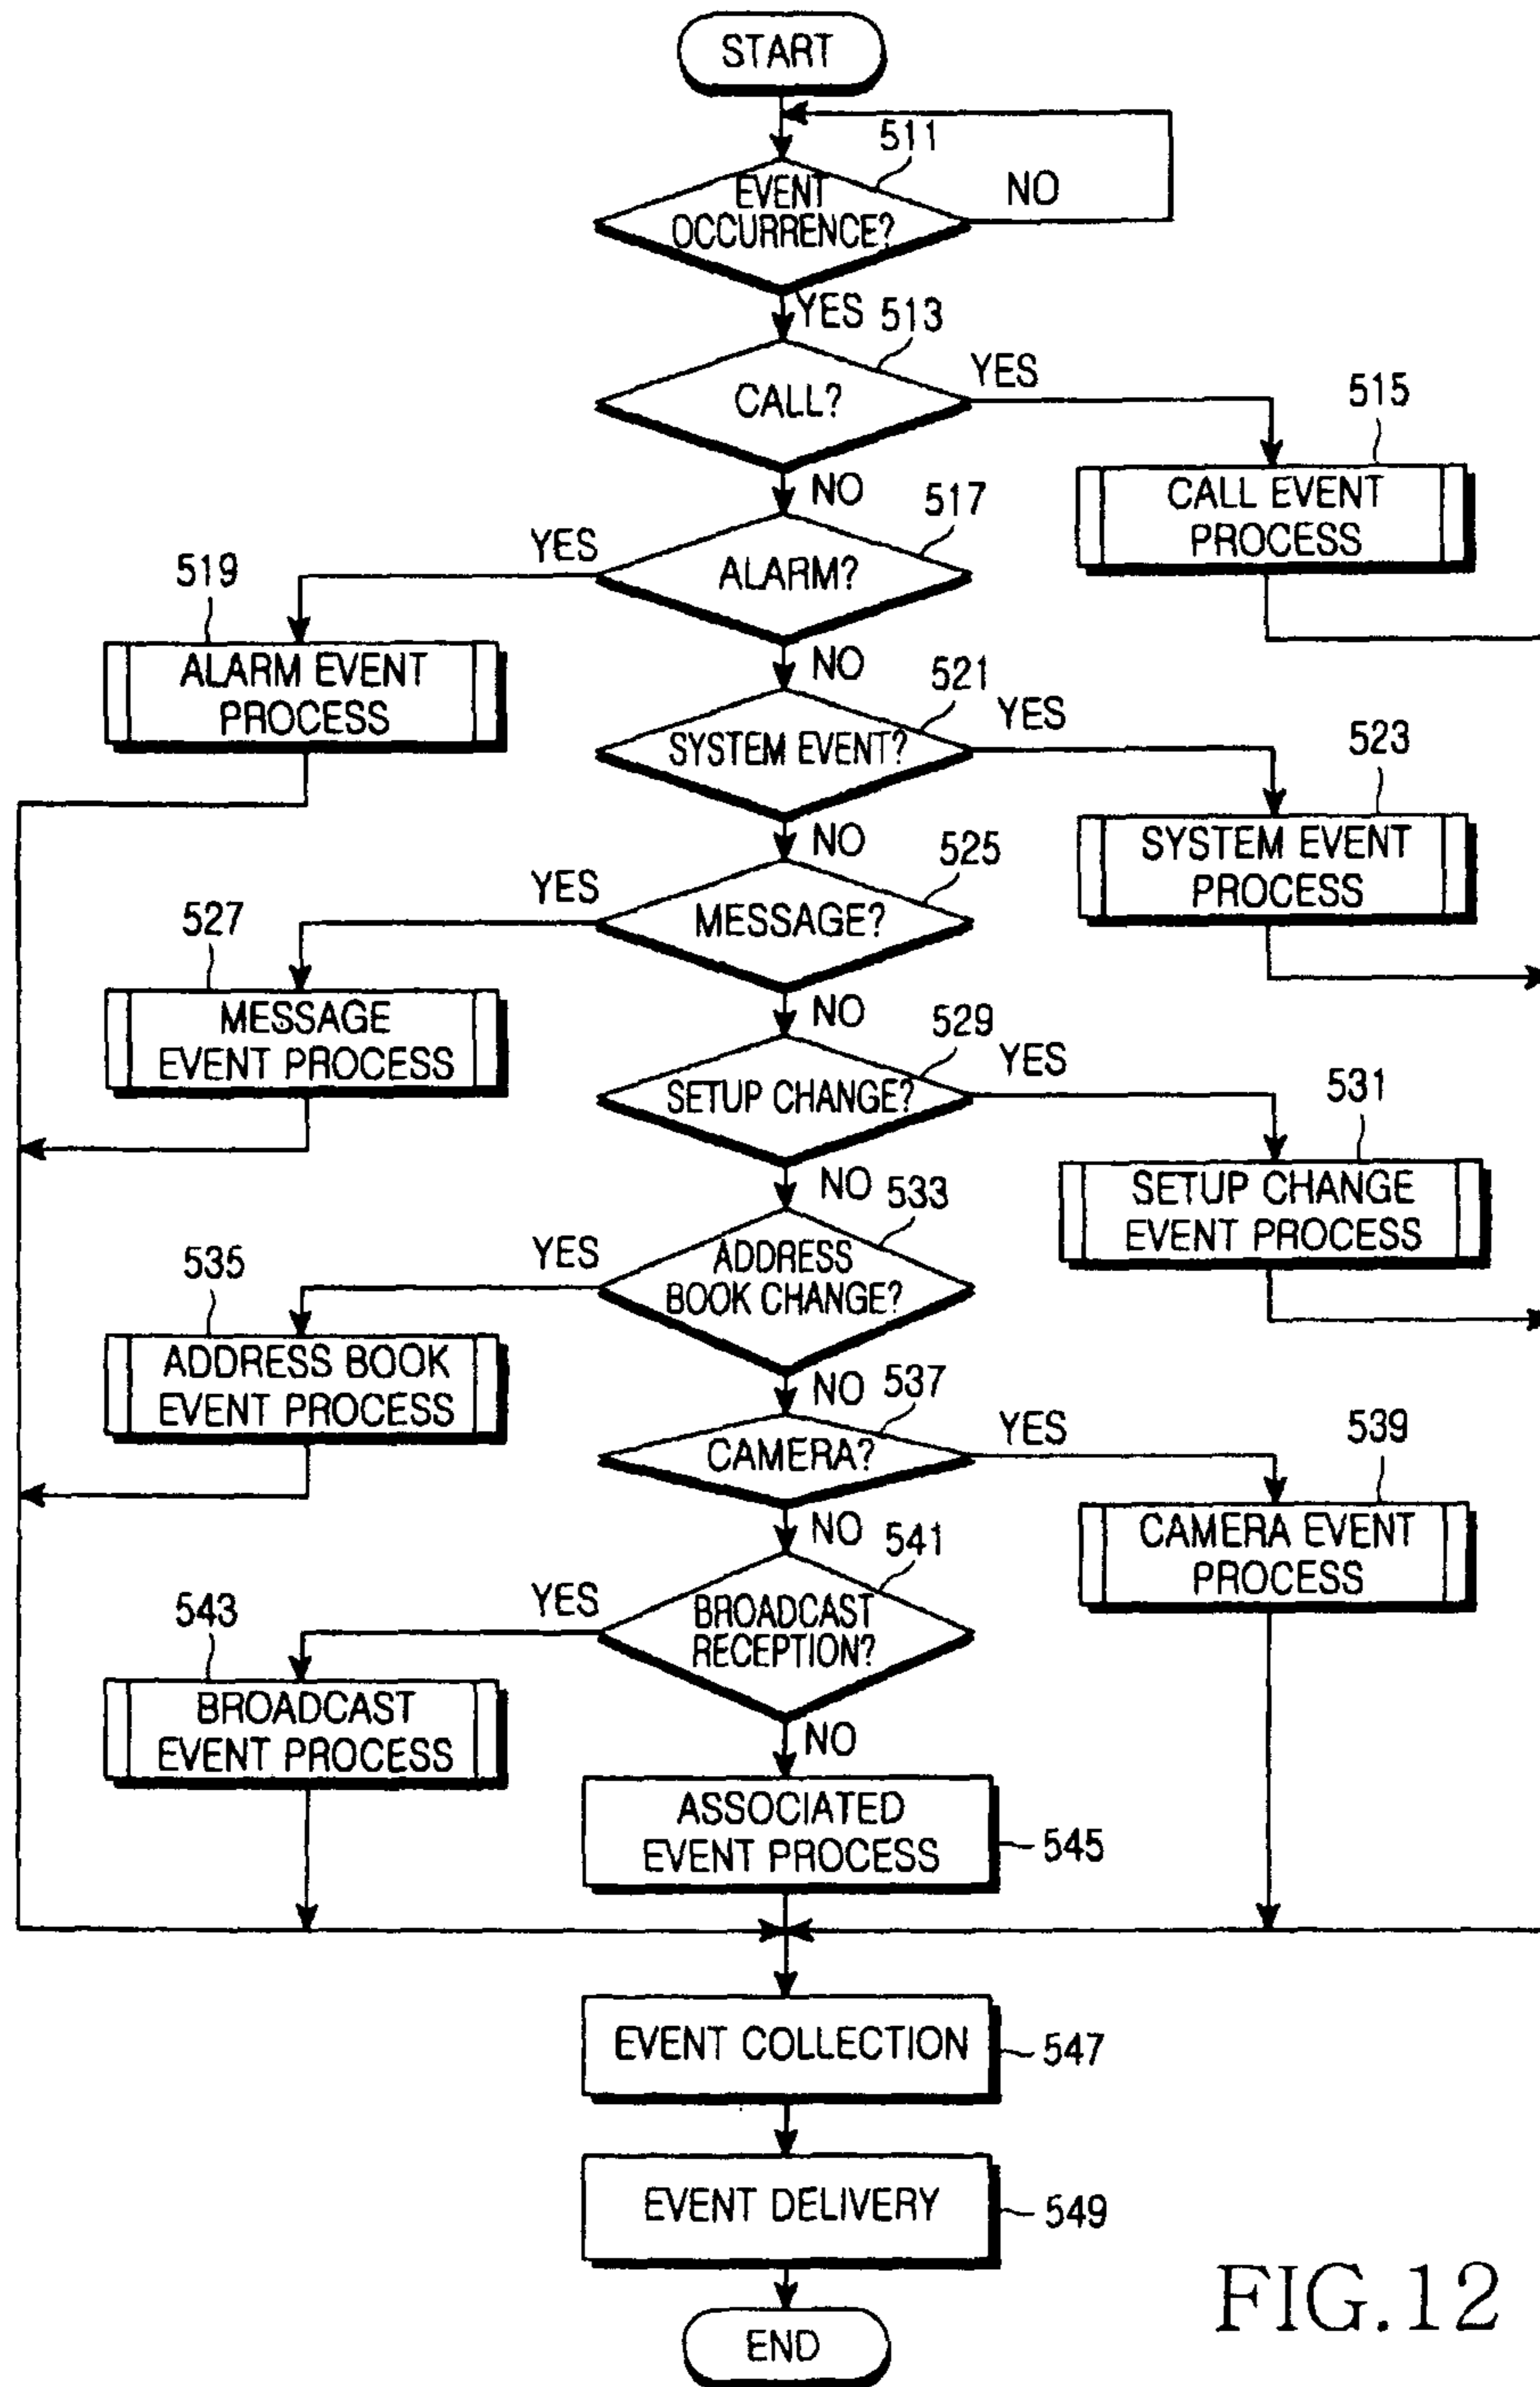 START
511
EVENT
OCCURRENCE?
NO
YES
513
CALL?
YES
515
CALL EVENT
PROCESS
NO
517
YES
ALARM?
519
ALARM EVENT
PROCESS
NO
521
YES
SYSTEM EVENT?
523
SYSTEM EVENT
PROCESS
NO
525
YES
MESSAGE?
527
MESSAGE
EVENT PROCESS
NO
529
YES
SETUP CHANGE?
531
SETUP CHANGE
EVENT PROCESS
NO
533
YES
ADDRESS
BOOK CHANGE?
535
ADDRESS BOOK
EVENT PROCESS
NO
537
YES
CAMERA?
539
CAMERA EVENT
PROCESS
NO
541
YES
BROADCAST
RECEPTION?
543
BROADCAST
EVENT PROCESS
NO
ASSOCIATED
EVENT PROCESS
545
EVENT COLLECTION
547
EVENT DELIVERY
549
END
FIG.12